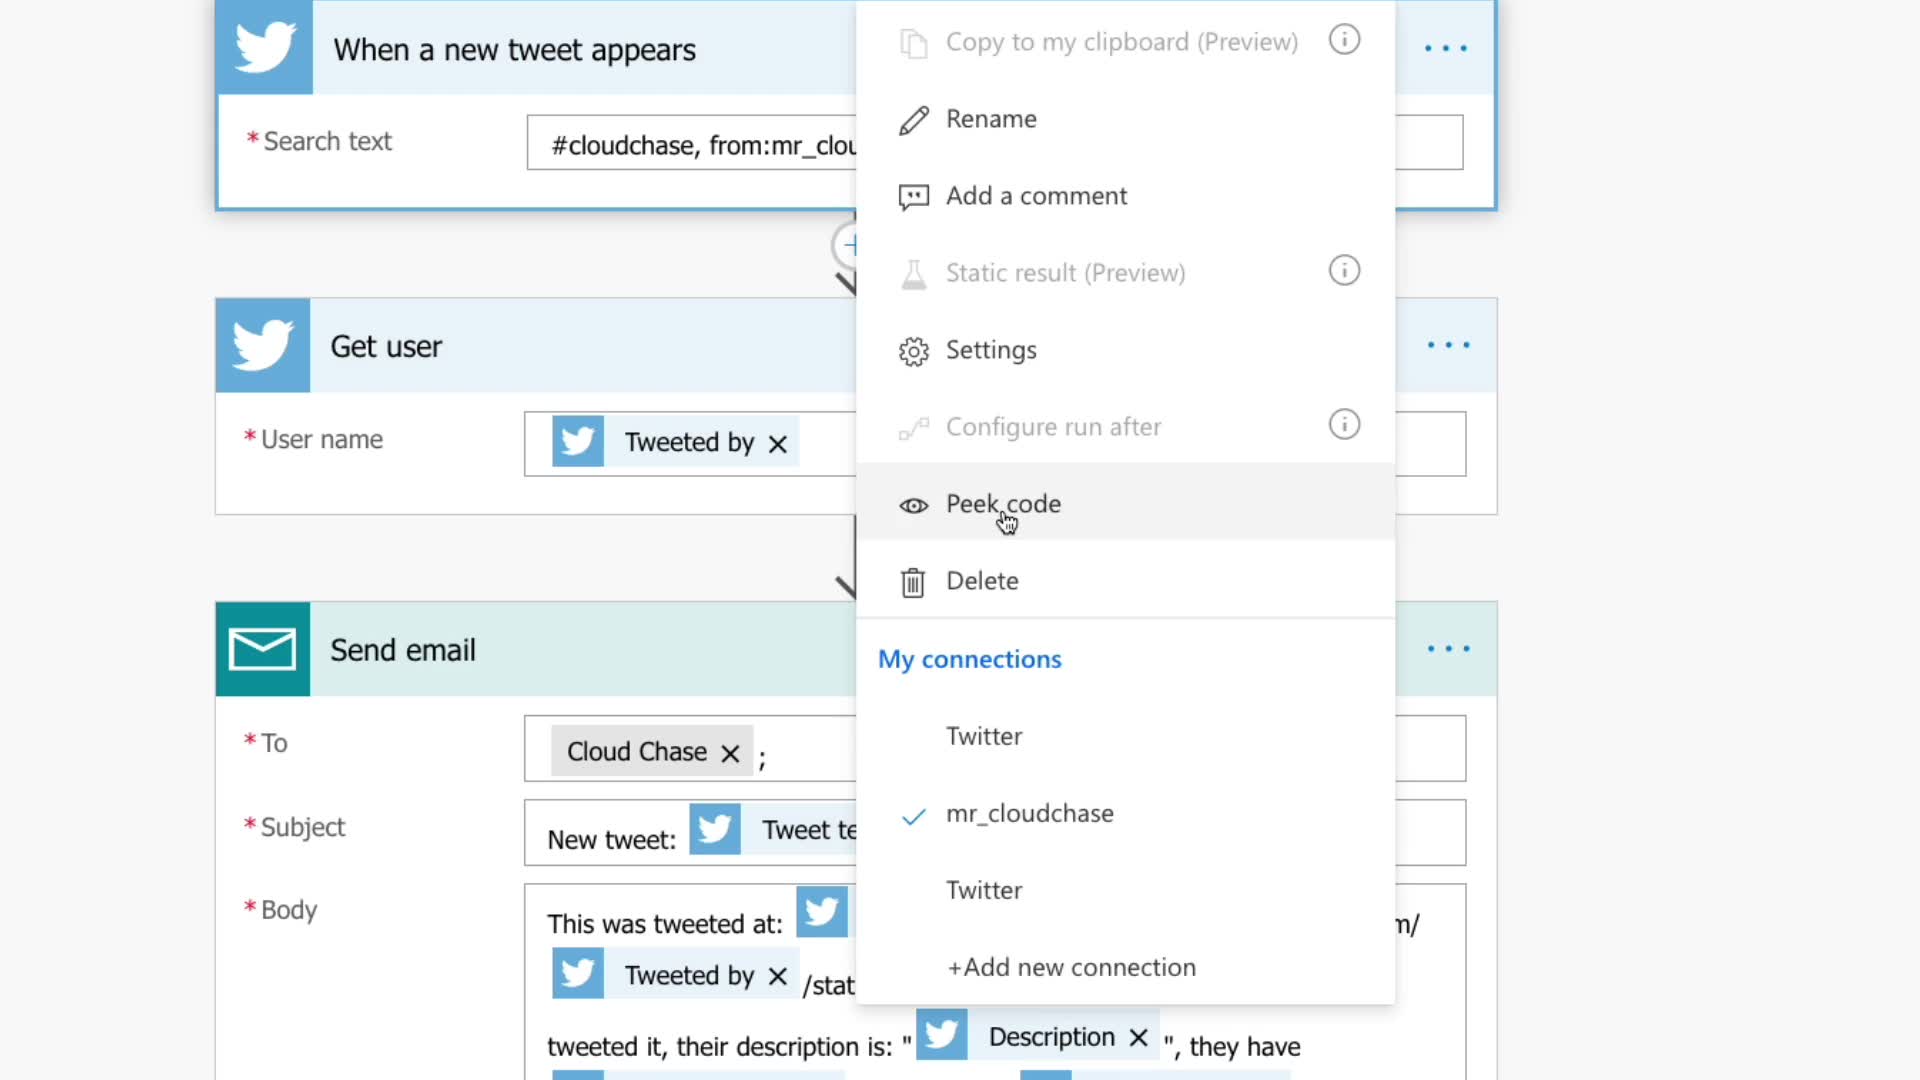 When a new tweet appears
* Search text
#cloudchase, from:mr_clou
Get user
* User name
Tweeted by
Send email
* To
Cloud Chase
;
* Subject
New tweet: Tweet te
* Body
This was tweeted at:
m/
Tweeted by /stat
tweeted it, their description is: " Description ", they have
Copy to my clipboard (Preview)
Rename
Add a comment
Static result (Preview)
Settings
Configure run after
Peek code
Delete
My connections
Twitter
mr_cloudchase
Twitter
+Add new connection